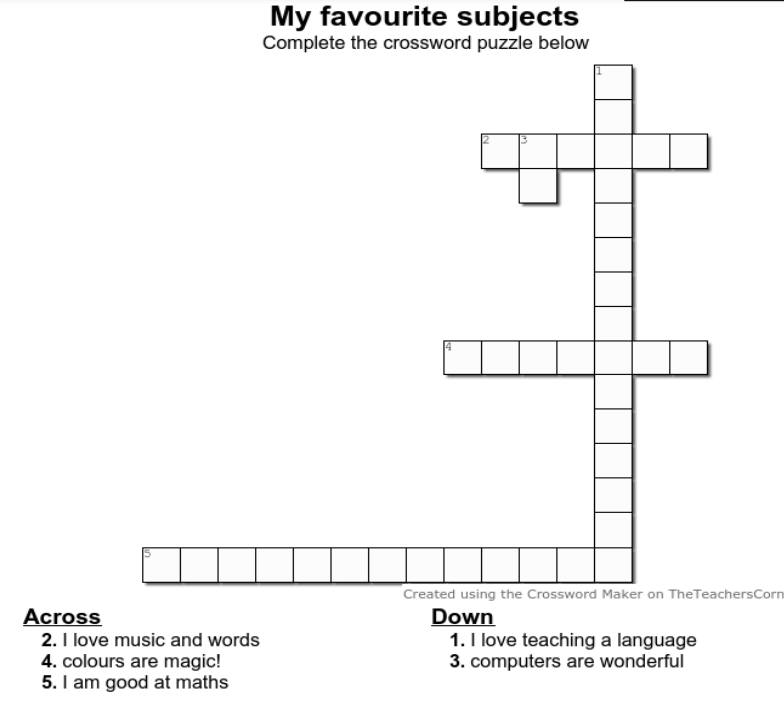 My favourite subjects
Complete the crossword puzzle below
1
2 3
4
5
Created using the Crossword Maker on TheTeachersCorn
Across
2. I love music and words
4. colours are magic!
5. I am good at maths
Down
1. I love teaching a language
3. computers are wonderful